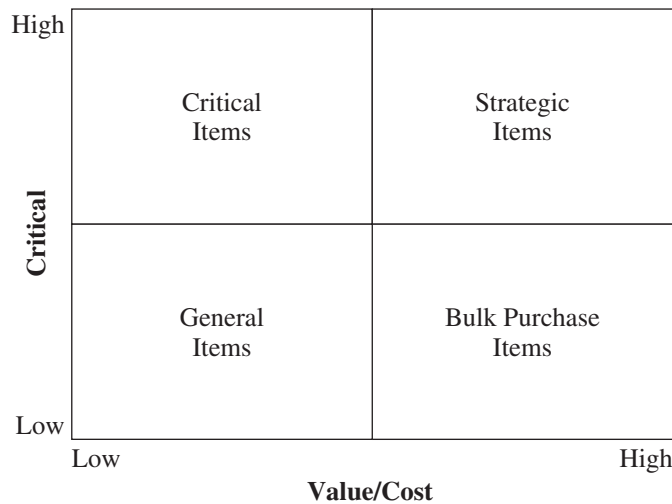 High
Critical
Items
Strategic
Items
Critical
General
Items
Bulk Purchase
Items
Low
Low
High
Value/Cost